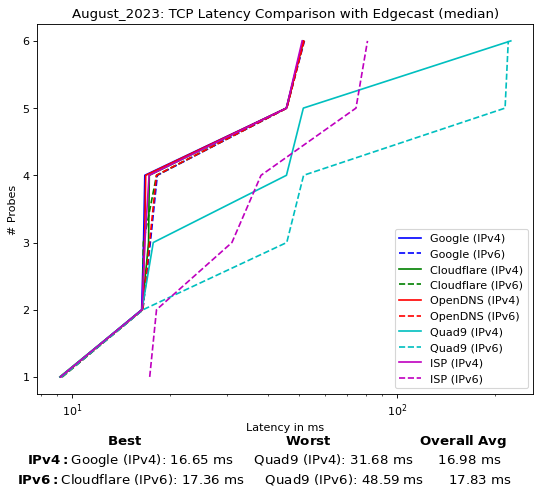 August_2023: TCP Latency Comparison with Edgecast (median)
# Probes
6
5
4
3
2
1
10¹
10²
Latency in ms
Google (IPv4)
Google (IPv6)
Cloudflare (IPv4)
Cloudflare (IPv6)
OpenDNS (IPv4)
OpenDNS (IPv6)
Quad9 (IPv4)
Quad9 (IPv6)
ISP (IPv4)
ISP (IPv6)
Best Worst Overall Avg
IPv4: Google (IPv4): 16.65 ms Quad9 (IPv4): 31.68 ms 16.98 ms
IPv6: Cloudflare (IPv6): 17.36 ms Quad9 (IPv6): 48.59 ms 17.83 ms